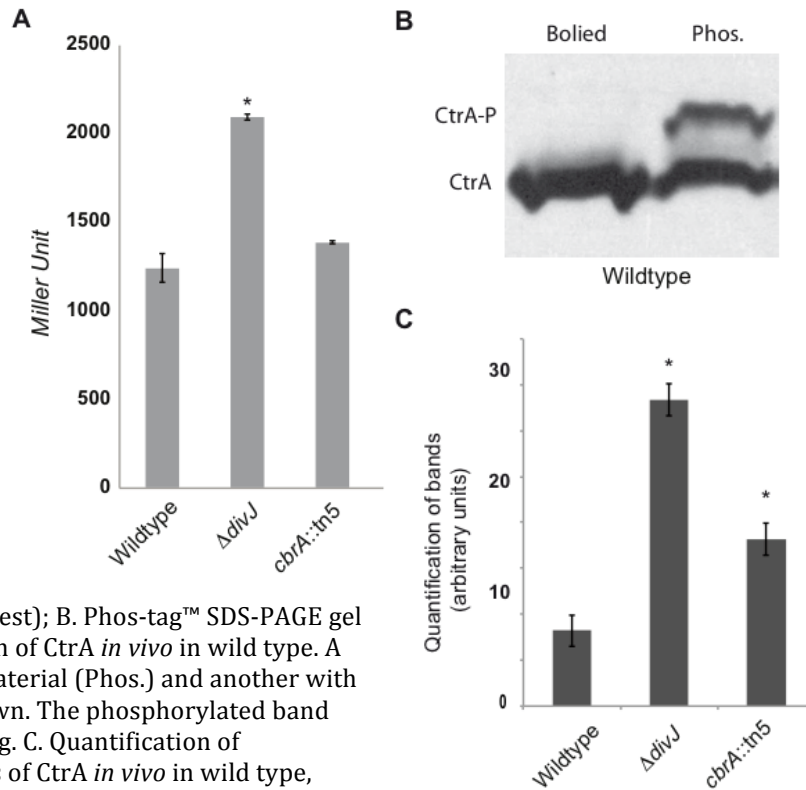 A
2500
2000
1500
1000
500
0
Miller Unit
*
Wildtype
ΔdivJ
cbrA::tn5
B
Bolied Phos.
CtrA-P
CtrA
Wildtype
C
30
20
10
0
Quantification of bands
(arbitrary units)
*
*
Wildtype
ΔdivJ
cbrA::tn5
est); B. Phos-tag™ SDS-PAGE gel
n of CtrA in vivo in wild type. A
aterial (Phos.) and another with
wn. The phosphorylated band
g. C. Quantification of
s of CtrA in vivo in wild type,